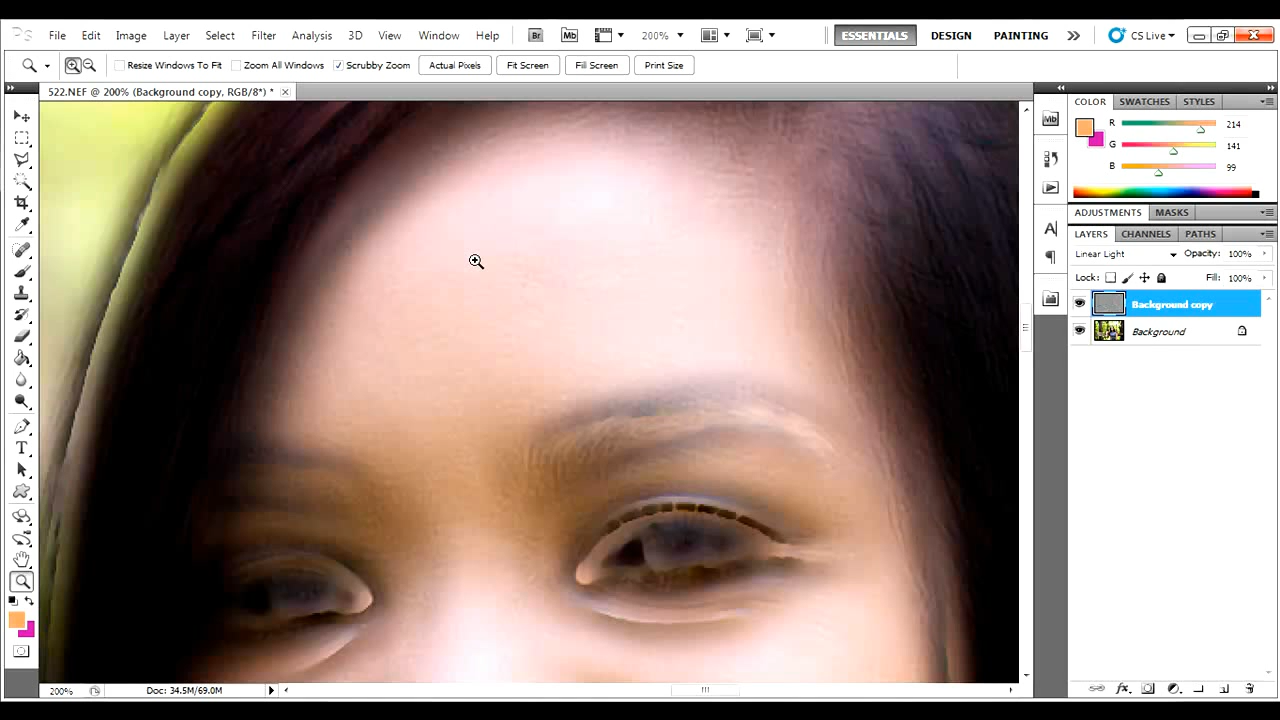 PS File Edit Image Layer Select Filter Analysis 3D View Window Help Br Mb 200% ESSENTIALS DESIGN PAINTING CS Live
Resize Windows To Fit Zoom All Windows Scrubby Zoom Actual Pixels Fit Screen Fill Screen Print Size
522.NEF @ 200% (Background copy, RGB/8*) *
COLOR SWATCHES STYLES
R 214
G 141
B 99
ADJUSTMENTS MASKS
LAYERS CHANNELS PATHS
Linear Light Opacity: 100%
Lock: Fill: 100%
Background copy
Background
Mb
A
T
fx
200% Doc: 34.5M/69.0M